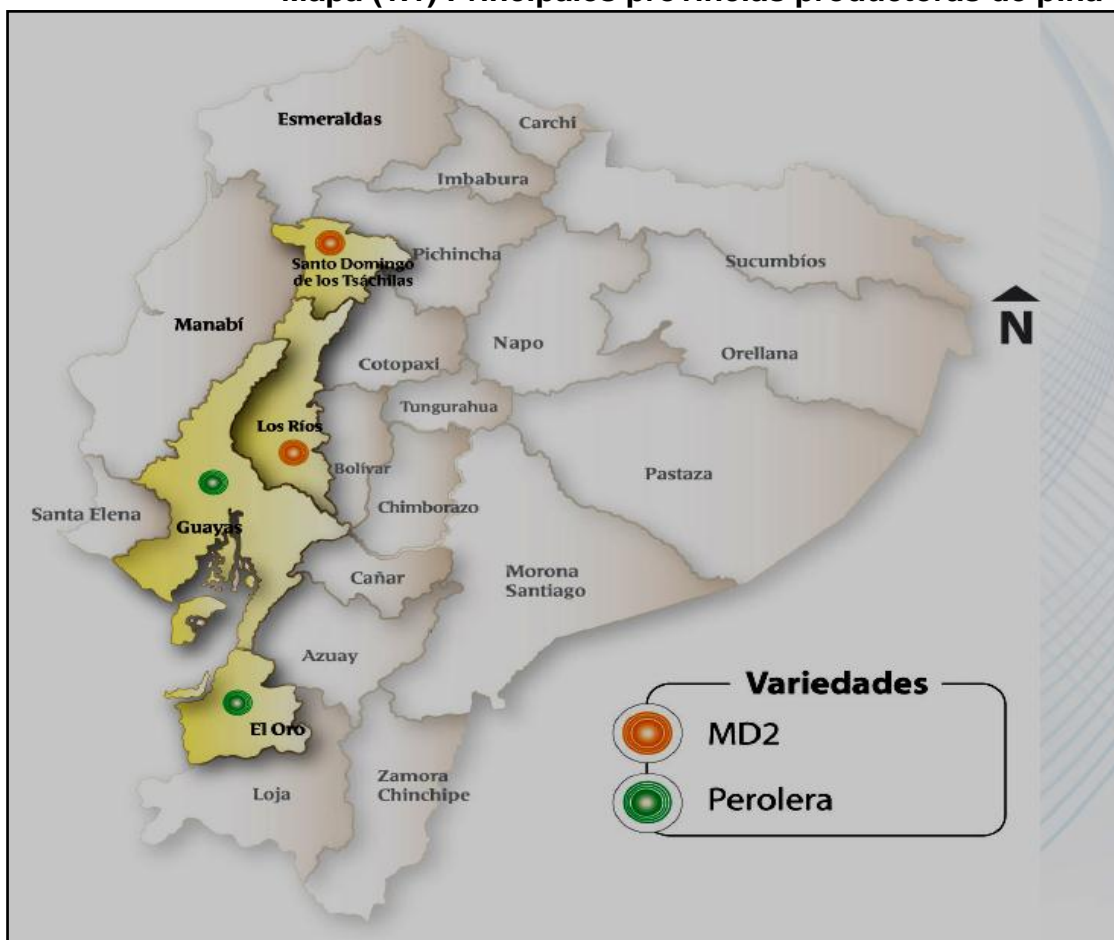 Mapa (4.1) Principales provincias productoras de piña
Esmeraldas
Carchi
Imbabura
Pichincha
Santo Domingo
de los Tsáchilas
Sucumbíos
N
Manabí
Napo
Orellana
Cotopaxi
Tungurahua
Los Ríos
Bolívar
Pastaza
Chimborazo
Santa Elena
Guayas
Cañar
Morona
Santiago
Azuay
Variedades
MD2
El Oro
Perolera
Zamora
Chinchipe
Loja